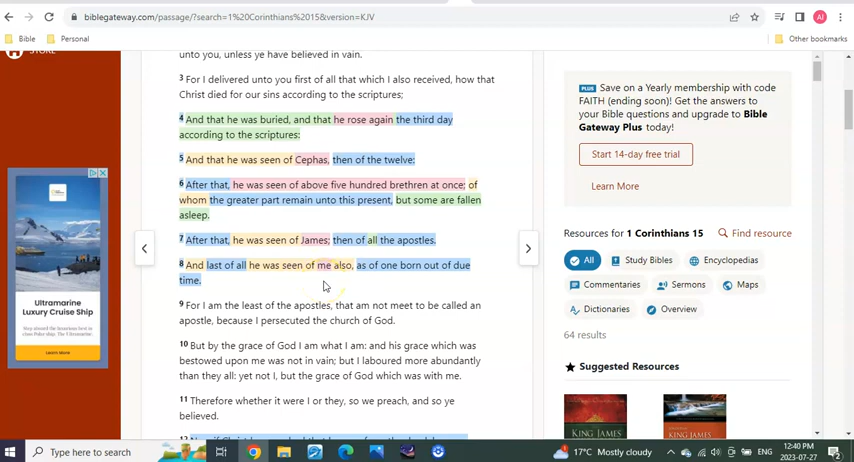 biblegateway.com/passage/?search=1%20Corinthians%2015&version=KJV
AI
Bible
Personal
Other bookmarks
STORE
unto you, unless ye have believed in vain.
3 For I delivered unto you first of all that which I also received, how that
Christ died for our sins according to the scriptures;
4 And that he was buried, and that he rose again the third day
according to the scriptures:
5 And that he was seen of Cephas, then of the twelve:
6 After that, he was seen of above five hundred brethren at once; of
whom the greater part remain unto this present, but some are fallen
asleep.
7 After that, he was seen of James; then of all the apostles.
8 And last of all he was seen of me also, as of one born out of due
time.
9 For I am the least of the apostles, that am not meet to be called an
apostle, because I persecuted the church of God.
10 But by the grace of God I am what I am: and his grace which was
bestowed upon me was not in vain; but I laboured more abundantly
than they all: yet not I, but the grace of God which was with me.
11 Therefore whether it were I or they, so we preach, and so ye
believed.
Ultramarine
Luxury Cruise Ship
Learn more
PLUS Save on a Yearly membership with code
FAITH (ending soon)! Get the answers to
your Bible questions and upgrade to Bible
Gateway Plus today!
Start 14-day free trial
Learn More
Resources for 1 Corinthians 15
Find resource
All
Study Bibles
Encyclopedias
Commentaries
Sermons
Maps
Dictionaries
Overview
64 results
Suggested Resources
KING JAMES
KING JAMES
Type here to search
17°C Mostly cloudy
ENG
12:40 PM
2023-07-27
2